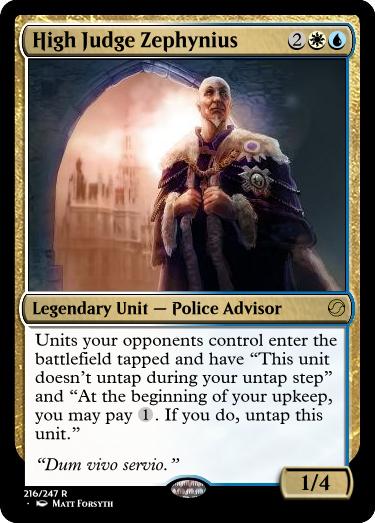 High Judge Zephynius 2
Legendary Unit — Police Advisor
Units your opponents control enter the
battlefield tapped and have “This unit
doesn’t untap during your untap step”
and “At the beginning of your upkeep,
you may pay 1. If you do, untap this
unit.”
“Dum vivo servio.”
1/4
216/247 R
· Matt Forsyth